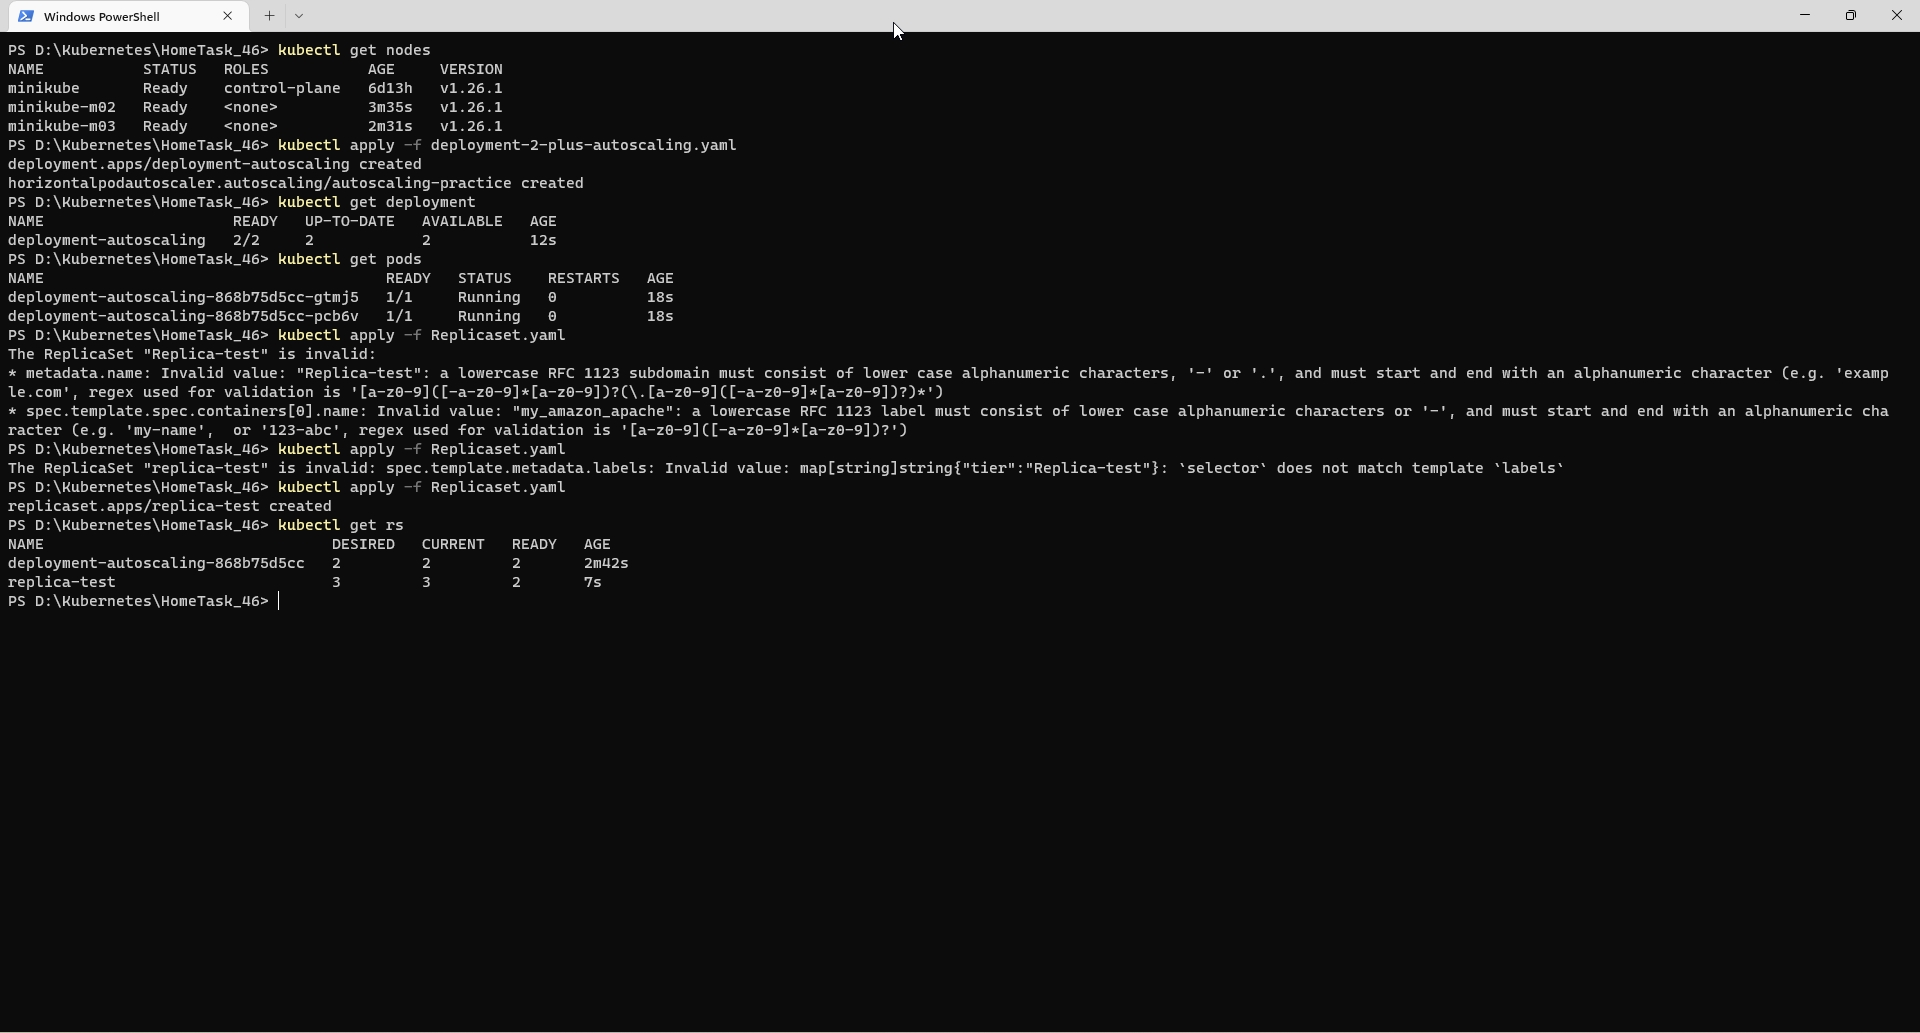 Windows PowerShell
PS D:\Kubernetes\HomeTask_46> kubectl get nodes
NAME           STATUS   ROLES           AGE     VERSION
minikube       Ready    control-plane   6d13h   v1.26.1
minikube-m02   Ready    <none>          3m35s   v1.26.1
minikube-m03   Ready    <none>          2m31s   v1.26.1
PS D:\Kubernetes\HomeTask_46> kubectl apply -f deployment-2-plus-autoscaling.yaml
deployment.apps/deployment-autoscaling created
horizontalpodautoscaler.autoscaling/autoscaling-practice created
PS D:\Kubernetes\HomeTask_46> kubectl get deployment
NAME                     READY   UP-TO-DATE   AVAILABLE   AGE
deployment-autoscaling   2/2     2            2           12s
PS D:\Kubernetes\HomeTask_46> kubectl get pods
NAME                                      READY   STATUS    RESTARTS   AGE
deployment-autoscaling-868b75d5cc-gtmj5   1/1     Running   0          18s
deployment-autoscaling-868b75d5cc-pcb6v   1/1     Running   0          18s
PS D:\Kubernetes\HomeTask_46> kubectl apply -f Replicaset.yaml
The ReplicaSet "Replica-test" is invalid:
* metadata.name: Invalid value: "Replica-test": a lowercase RFC 1123 subdomain must consist of lower case alphanumeric characters, '-' or '.', and must start and end with an alphanumeric character (e.g. 'examp
le.com', regex used for validation is '[a-z0-9]([-a-z0-9]*[a-z0-9])?(\.[a-z0-9]([-a-z0-9]*[a-z0-9])?)*')
* spec.template.spec.containers[0].name: Invalid value: "my_amazon_apache": a lowercase RFC 1123 label must consist of lower case alphanumeric characters or '-', and must start and end with an alphanumeric cha
racter (e.g. 'my-name',  or '123-abc', regex used for validation is '[a-z0-9]([-a-z0-9]*[a-z0-9])?')
PS D:\Kubernetes\HomeTask_46> kubectl apply -f Replicaset.yaml
The ReplicaSet "replica-test" is invalid: spec.template.metadata.labels: Invalid value: map[string]string{"tier":"Replica-test"}: `selector` does not match template `labels`
PS D:\Kubernetes\HomeTask_46> kubectl apply -f Replicaset.yaml
replicaset.apps/replica-test created
PS D:\Kubernetes\HomeTask_46> kubectl get rs
NAME                                DESIRED   CURRENT   READY   AGE
deployment-autoscaling-868b75d5cc   2         2         2       2m42s
replica-test                        3         3         2       7s
PS D:\Kubernetes\HomeTask_46>